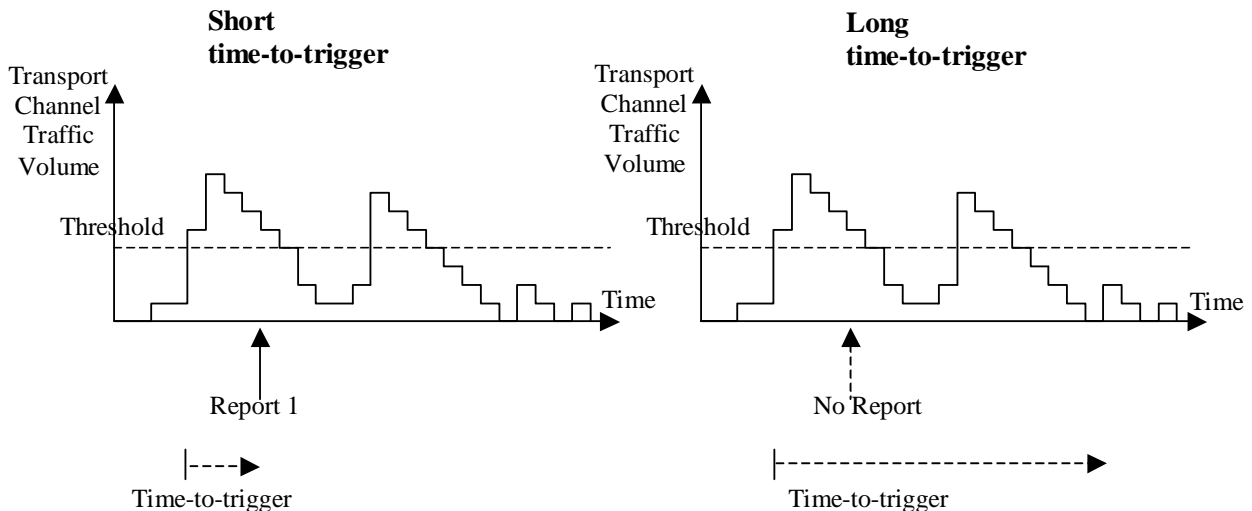 Short
time-to-trigger
Transport
Channel
Traffic
Volume
Threshold
Time
Report 1
Time-to-trigger
Long
time-to-trigger
Transport
Channel
Traffic
Volume
Threshold
Time
No Report
Time-to-trigger